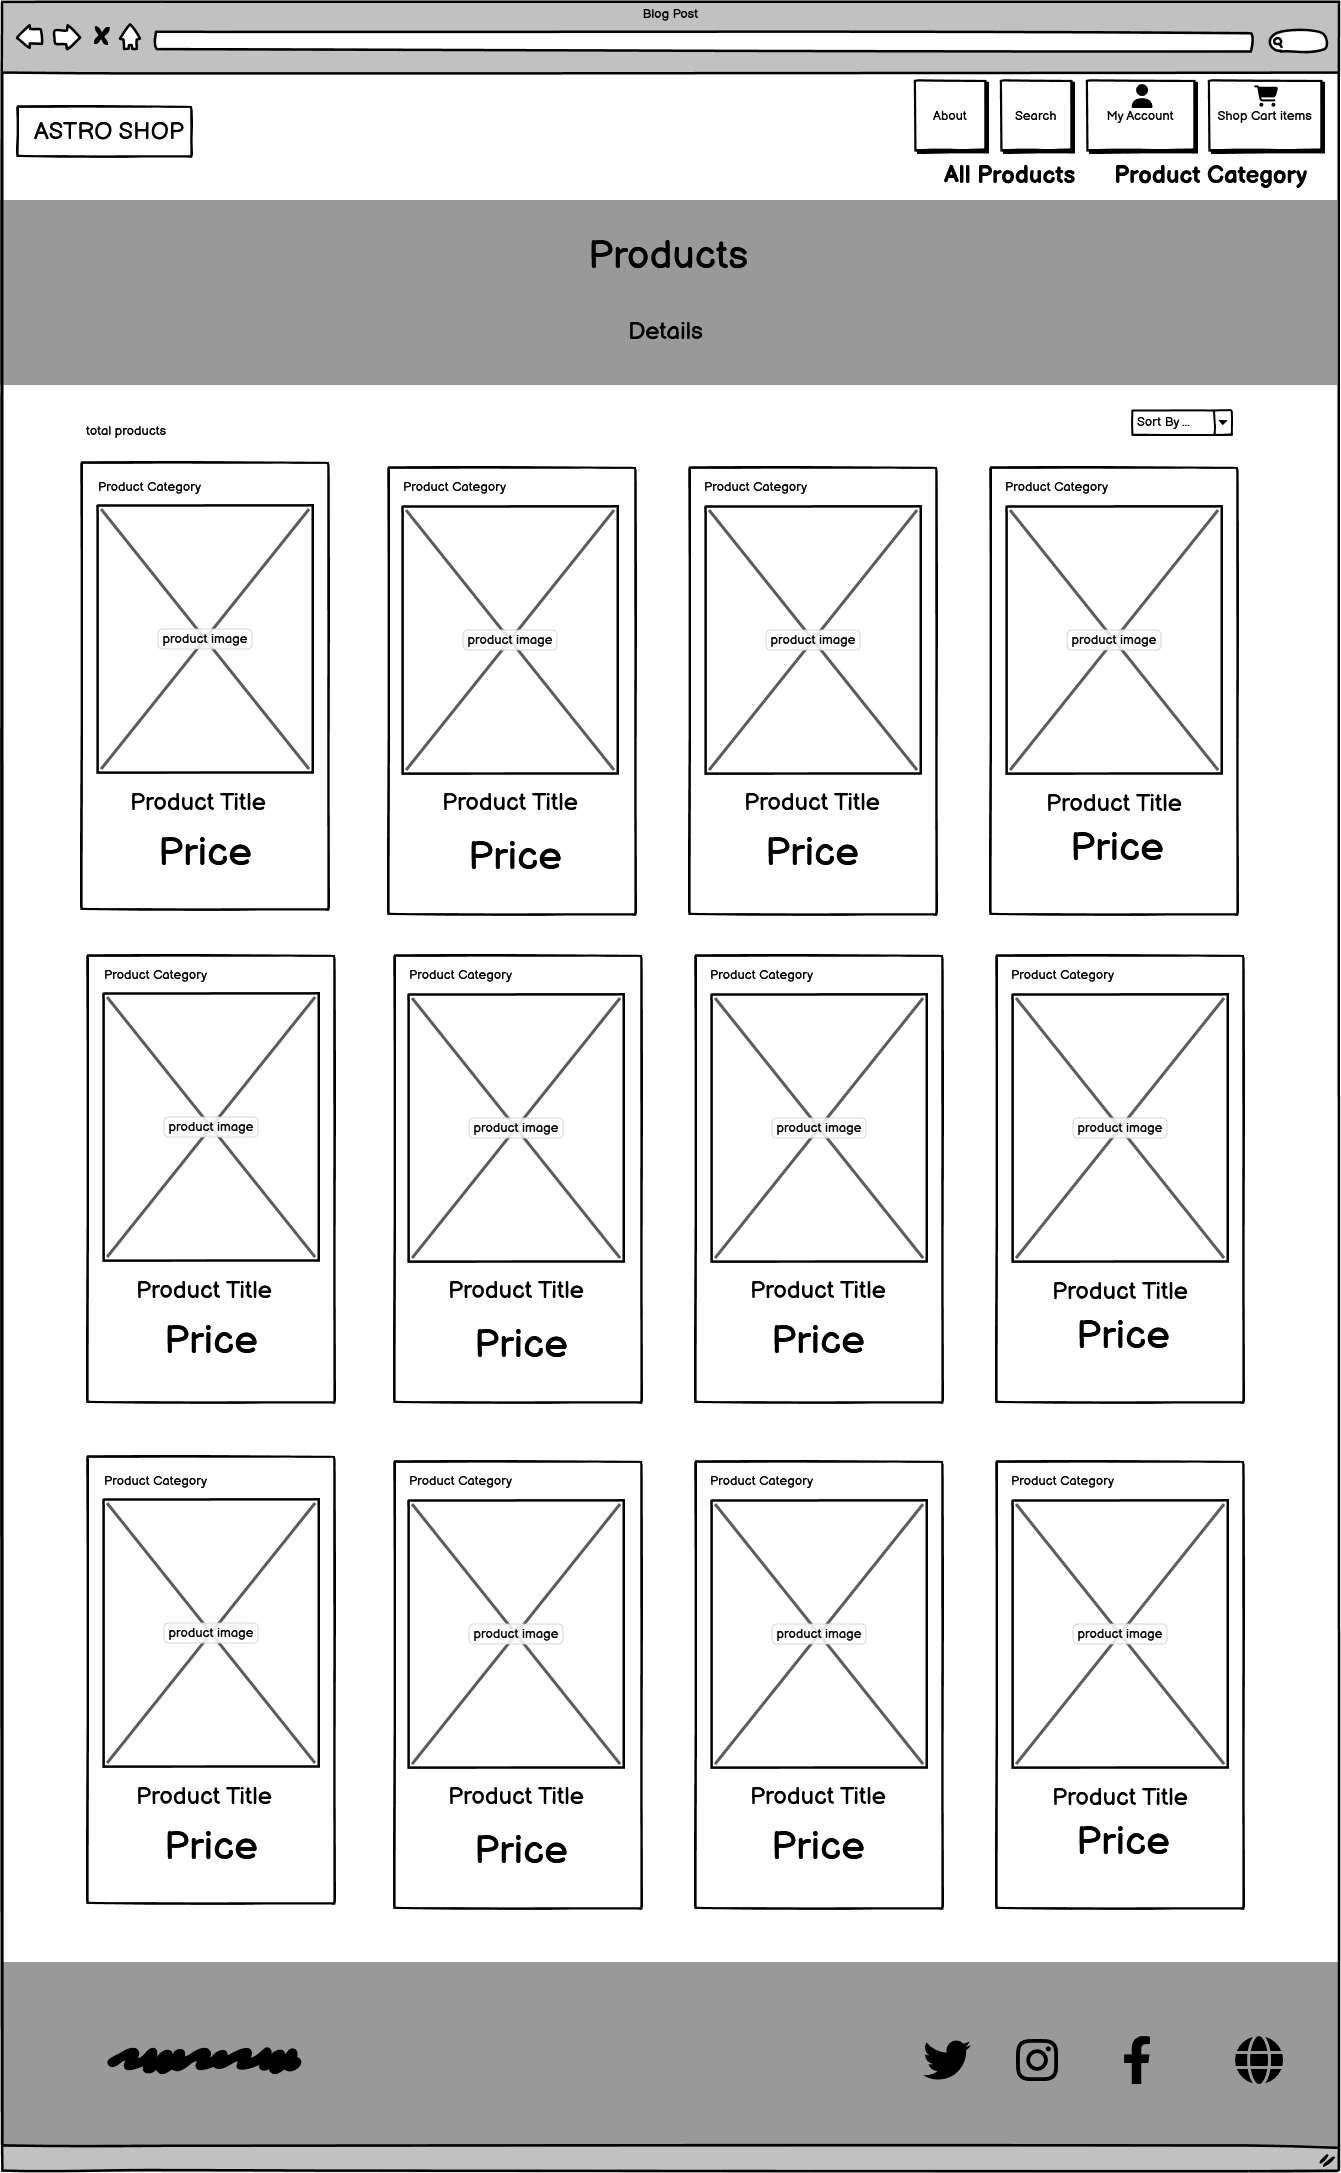 Blog Post
ASTRO SHOP
About
Search
My Account
Shop Cart items
All Products
Product Category
Products
Details
total products
Sort By ...
Product Category
product image
Product Title
Price
Product Category
product image
Product Title
Price
Product Category
product image
Product Title
Price
Product Category
product image
Product Title
Price
Product Category
product image
Product Title
Price
Product Category
product image
Product Title
Price
Product Category
product image
Product Title
Price
Product Category
product image
Product Title
Price
Product Category
product image
Product Title
Price
Product Category
product image
Product Title
Price
Product Category
product image
Product Title
Price
Product Category
product image
Product Title
Price